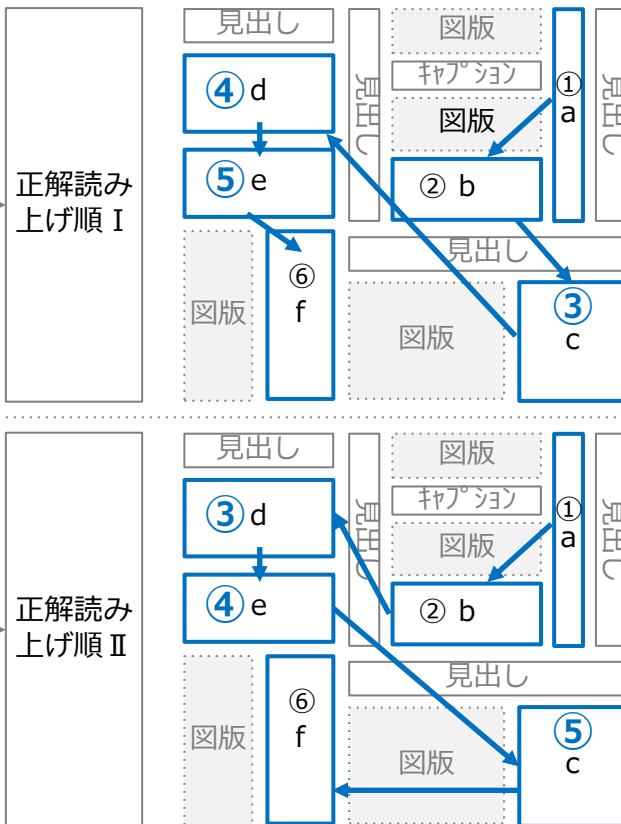 正解読み
上げ順 Ⅰ
見出し
④ d
⑤ e
図版
⑥
f
見出し
図版
ｷｬﾌﾟｼｮﾝ
図版
② b
①
a
見出し
見出し
図版
③
c
正解読み
上げ順 Ⅱ
見出し
③ d
④ e
図版
⑥
f
見出し
図版
ｷｬﾌﾟｼｮﾝ
図版
② b
①
a
見出し
見出し
図版
⑤
c